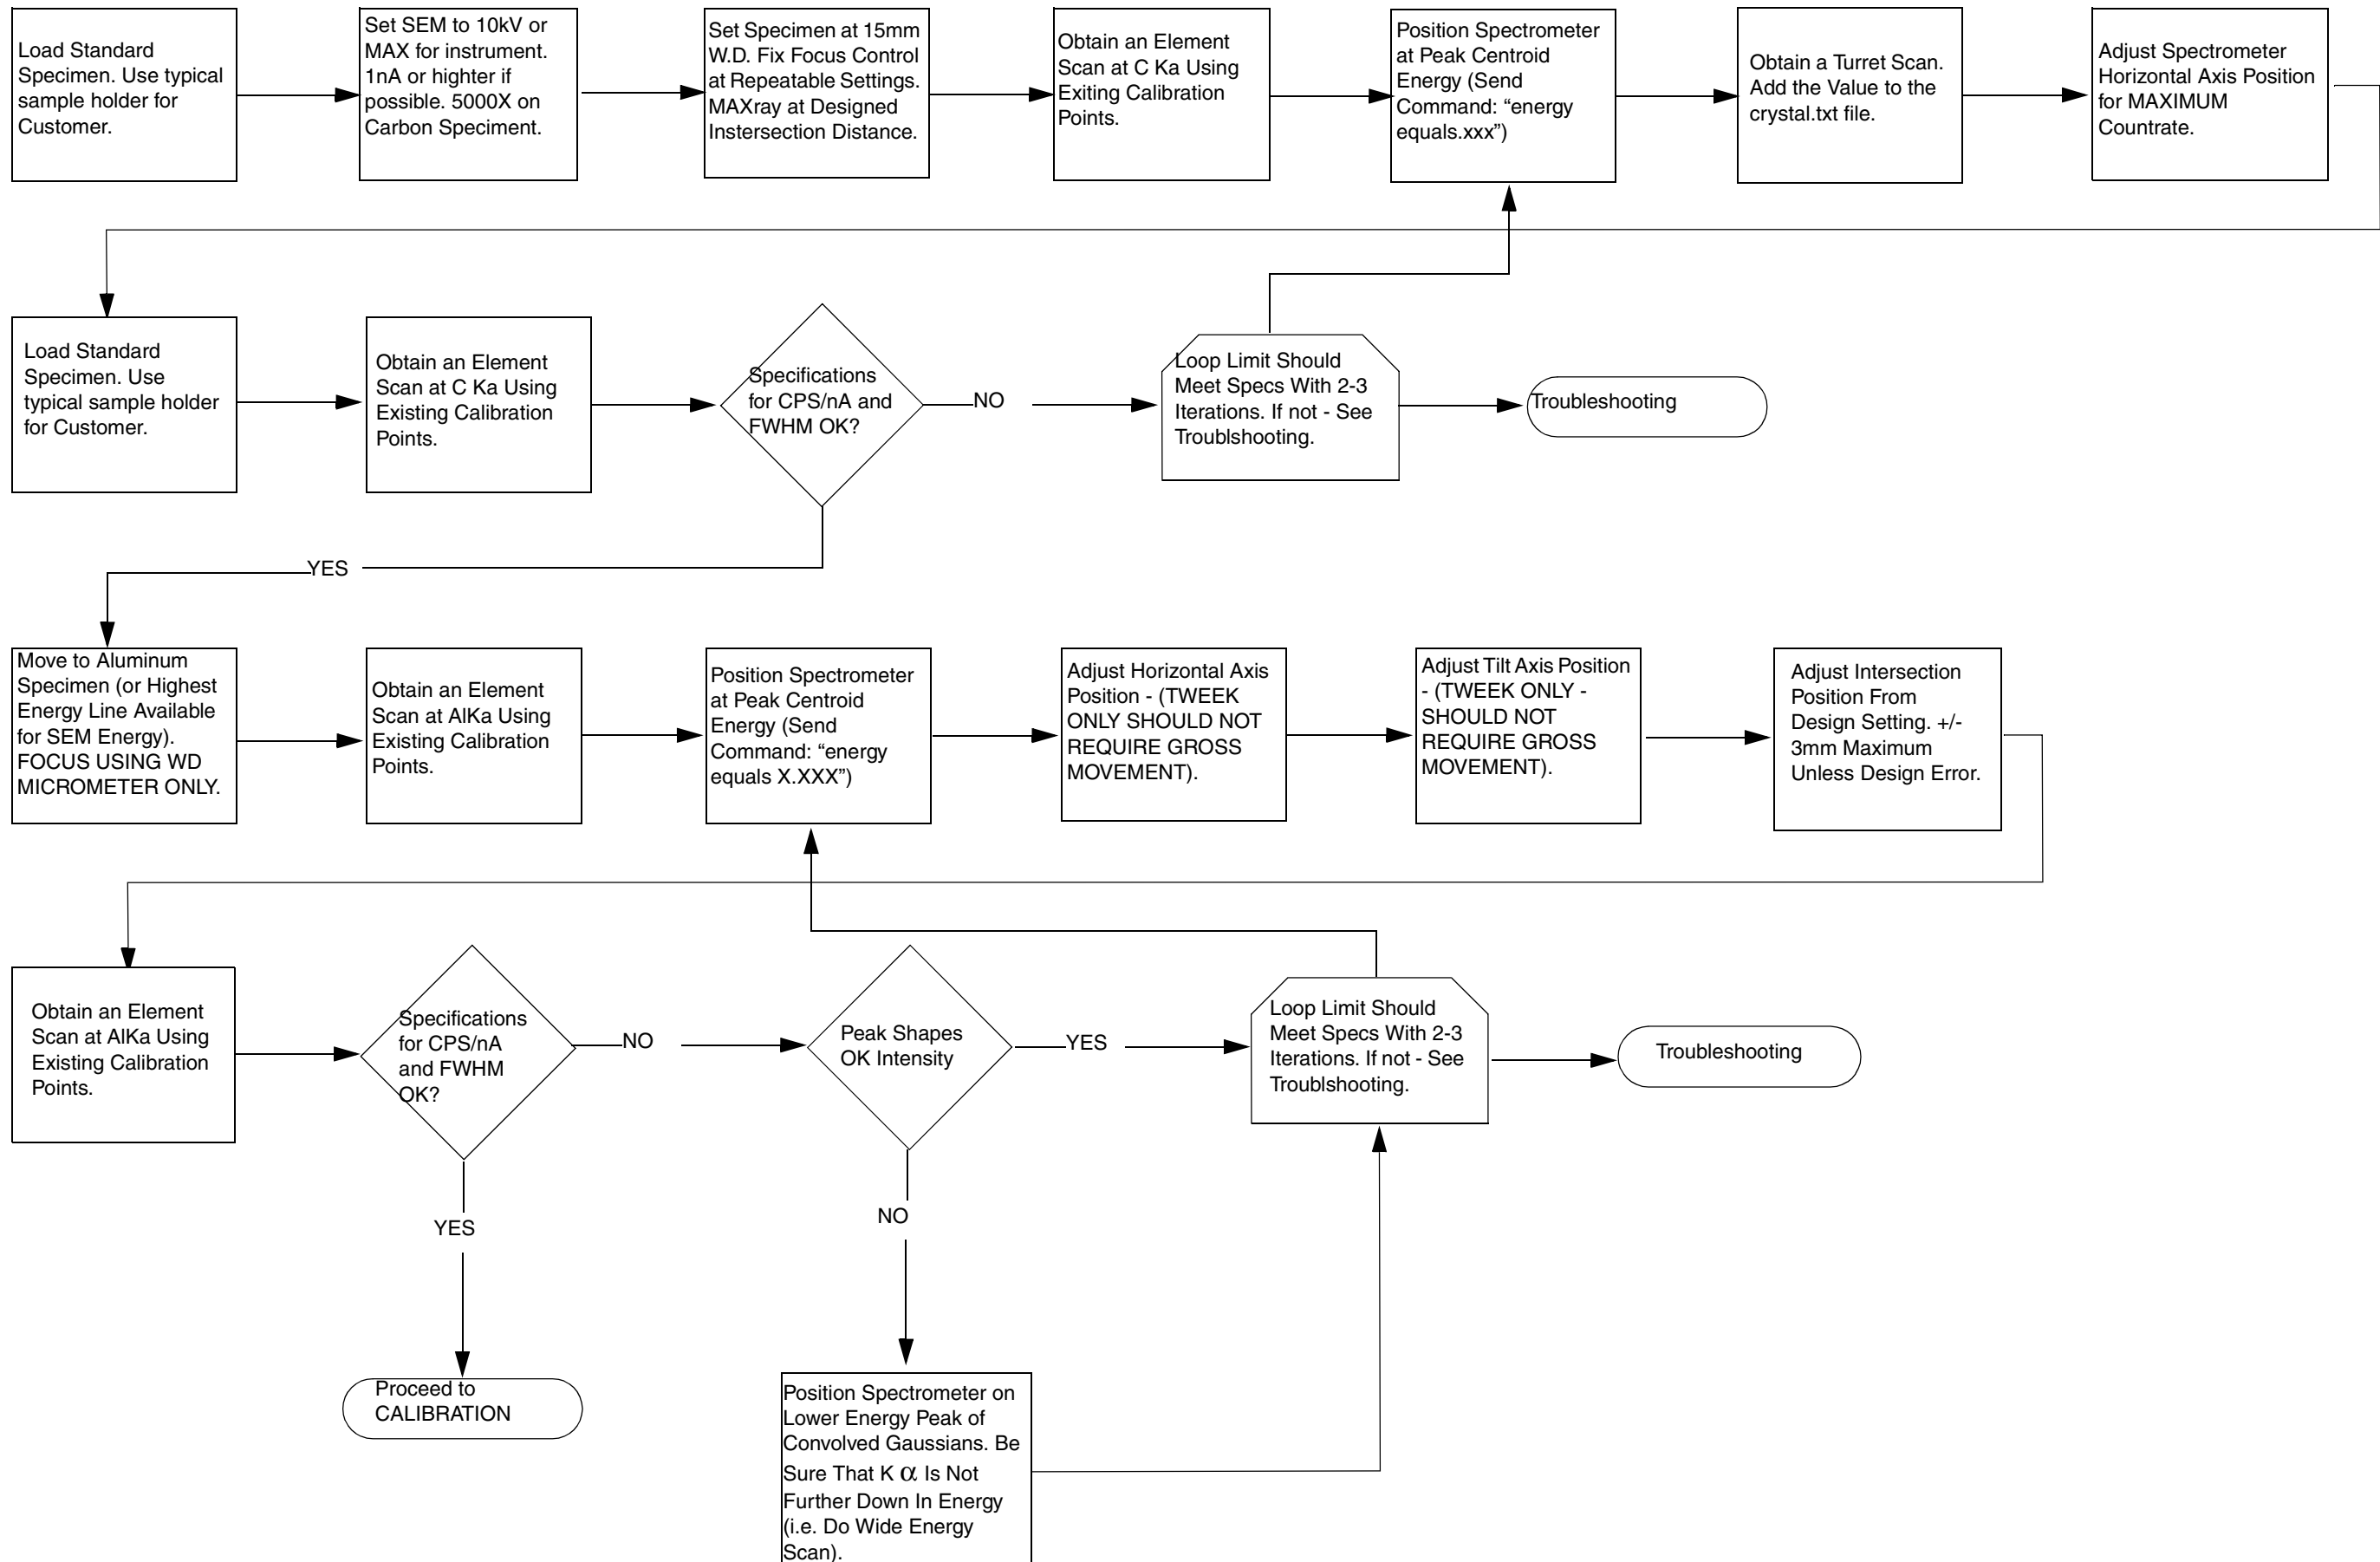 Load Standard
Specimen. Use typical
sample holder for
Customer.
Set SEM to 10kV or
MAX for instrument.
1nA or highter if
possible. 5000X on
Carbon Speciment.
Set Specimen at 15mm
W.D. Fix Focus Control
at Repeatable Settings.
MAXray at Designed
Instersection Distance.
Obtain an Element
Scan at C Ka Using
Exiting Calibration
Points.
Position Spectrometer
at Peak Centroid
Energy (Send
Command: “energy
equals.xxx”)
Obtain a Turret Scan.
Add the Value to the
crystal.txt file.
Adjust Spectrometer
Horizontal Axis Position
for MAXIMUM
Countrate.
Load Standard
Specimen. Use
typical sample holder
for Customer.
Obtain an Element
Scan at C Ka Using
Existing Calibration
Points.
Specifications
for CPS/nA and
FWHM OK?
NO
Loop Limit Should
Meet Specs With 2-3
Iterations. If not - See
Troublshooting.
Troubleshooting
YES
Move to Aluminum
Specimen (or Highest
Energy Line Available
for SEM Energy).
FOCUS USING WD
MICROMETER ONLY.
Obtain an Element
Scan at AlKa Using
Existing Calibration
Points.
Position Spectrometer
at Peak Centroid
Energy (Send
Command: “energy
equals X.XXX”)
Adjust Horizontal Axis
Position - (TWEEK
ONLY SHOULD NOT
REQUIRE GROSS
MOVEMENT).
Adjust Tilt Axis Position
- (TWEEK ONLY -
SHOULD NOT
REQUIRE GROSS
MOVEMENT).
Adjust Intersection
Position From
Design Setting. +/-
3mm Maximum
Unless Design Error.
Obtain an Element
Scan at AlKa Using
Existing Calibration
Points.
Specifications
for CPS/nA
and FWHM
OK?
NO
Peak Shapes
OK Intensity
YES
Loop Limit Should
Meet Specs With 2-3
Iterations. If not - See
Troublshooting.
Troubleshooting
YES
NO
Proceed to
CALIBRATION
Position Spectrometer on
Lower Energy Peak of
Convolved Gaussians. Be
Sure That K α Is Not
Further Down In Energy
(i.e. Do Wide Energy
Scan).